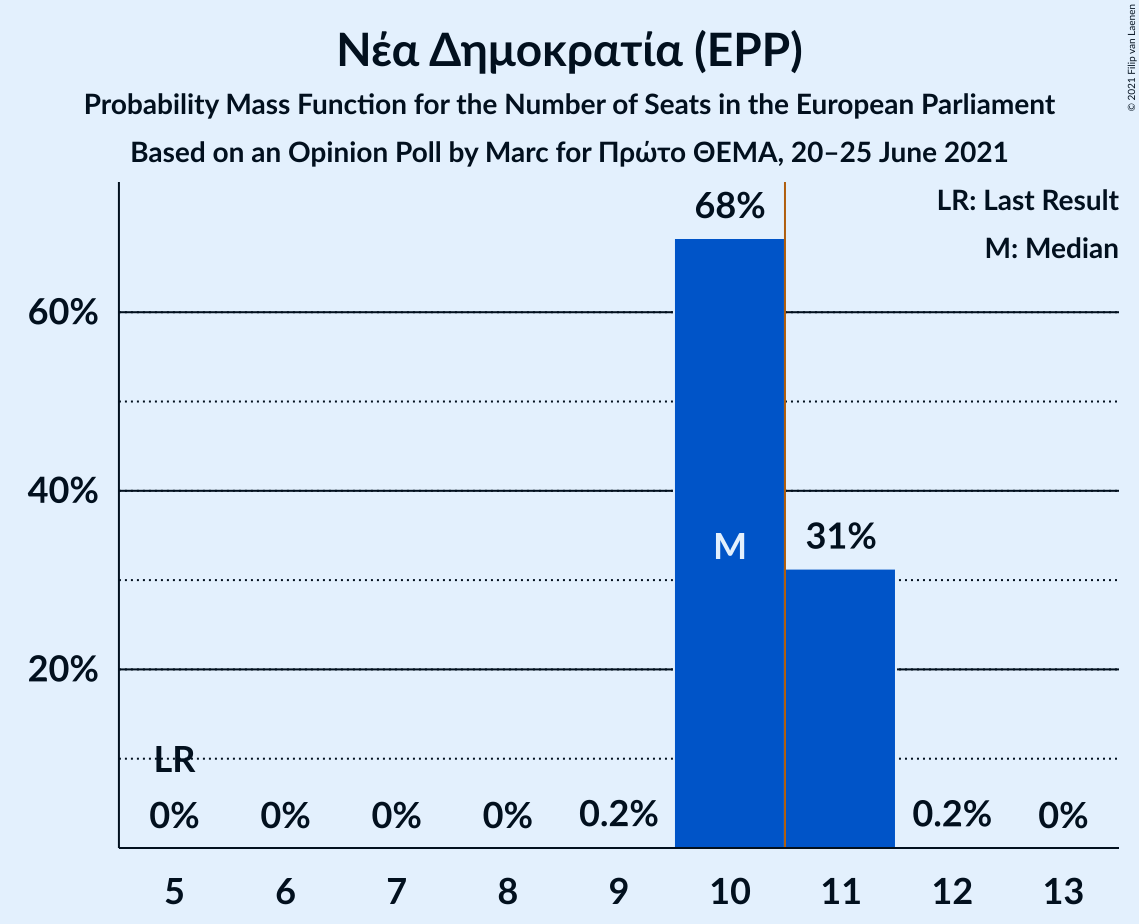 Νέα Δημοκρατία (EPP)
Probability Mass Function for the Number of Seats in the European Parliament
Based on an Opinion Poll by Marc for Πρώτο ΘΕΜΑ, 20–25 June 2021
© 2021 Filip van Laenen
LR: Last Result
M: Median
68%
60%
40%
M
31%
20%
LR
0% 0% 0% 0% 0.2% 0.2% 0%
5 6 7 8 9 10 11 12 13